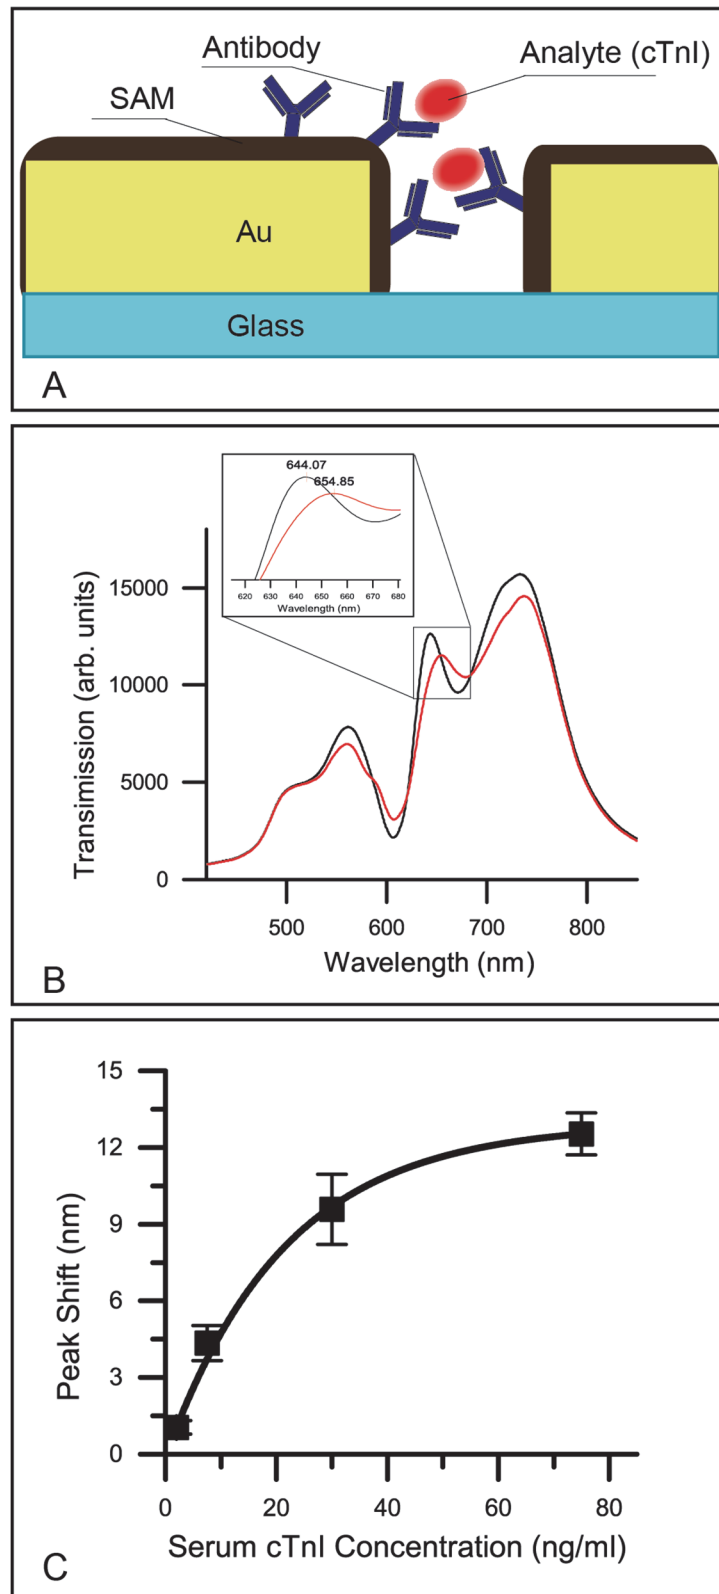 Antibody
Analyte (cTnI)
SAM
Au
Glass
A
644.07
654.85
620 630 640 650 660 670 680
Wavelength (nm)
Transimission (arb. units)
15000
10000
5000
0
500 600 700 800
Wavelength (nm)
B
Peak Shift (nm)
15
12
9
6
3
0
0 20 40 60 80
Serum cTnI Concentration (ng/ml)
C